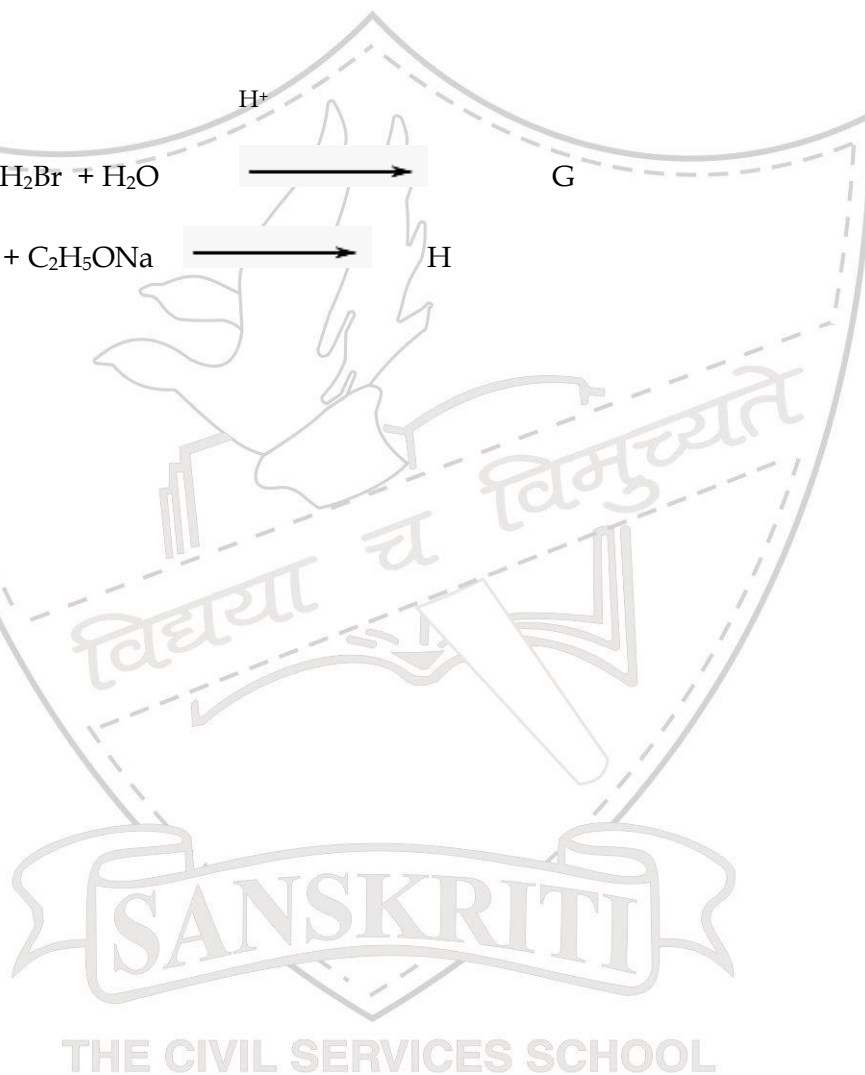 H⁺
H₂Br + H₂O ⟶ G
+ C₂H₅ONa ⟶ H
विद्यया च विमुच्यते
SANSKRITI
THE CIVIL SERVICES SCHOOL